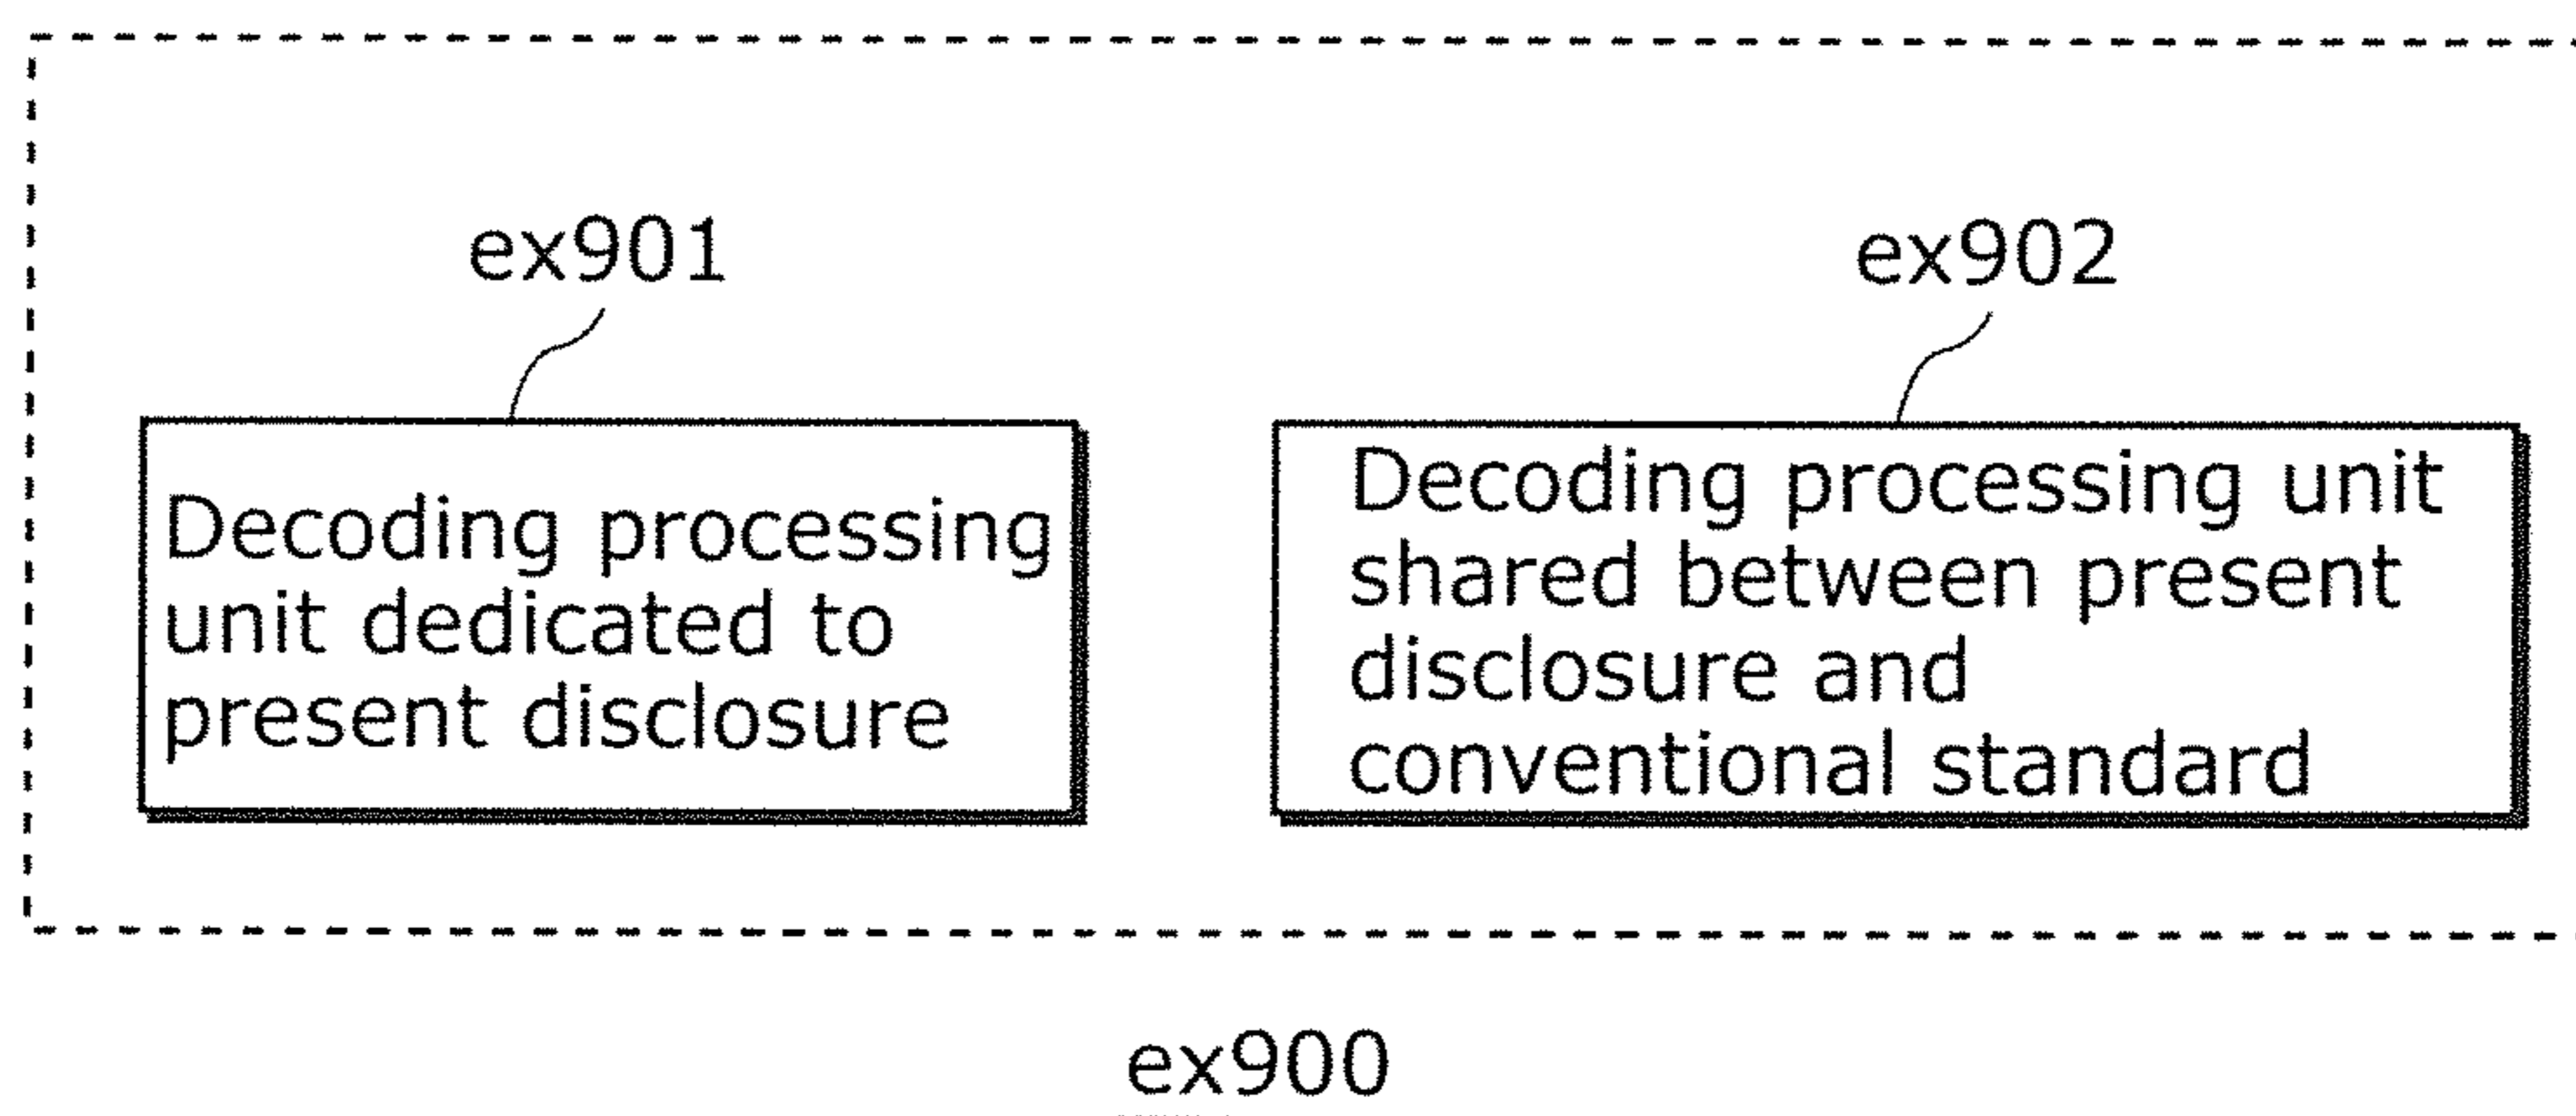 ex901
ex902
Decoding processing
unit dedicated to
present disclosure
Decoding processing unit
shared between present
disclosure and
conventional standard
ex900